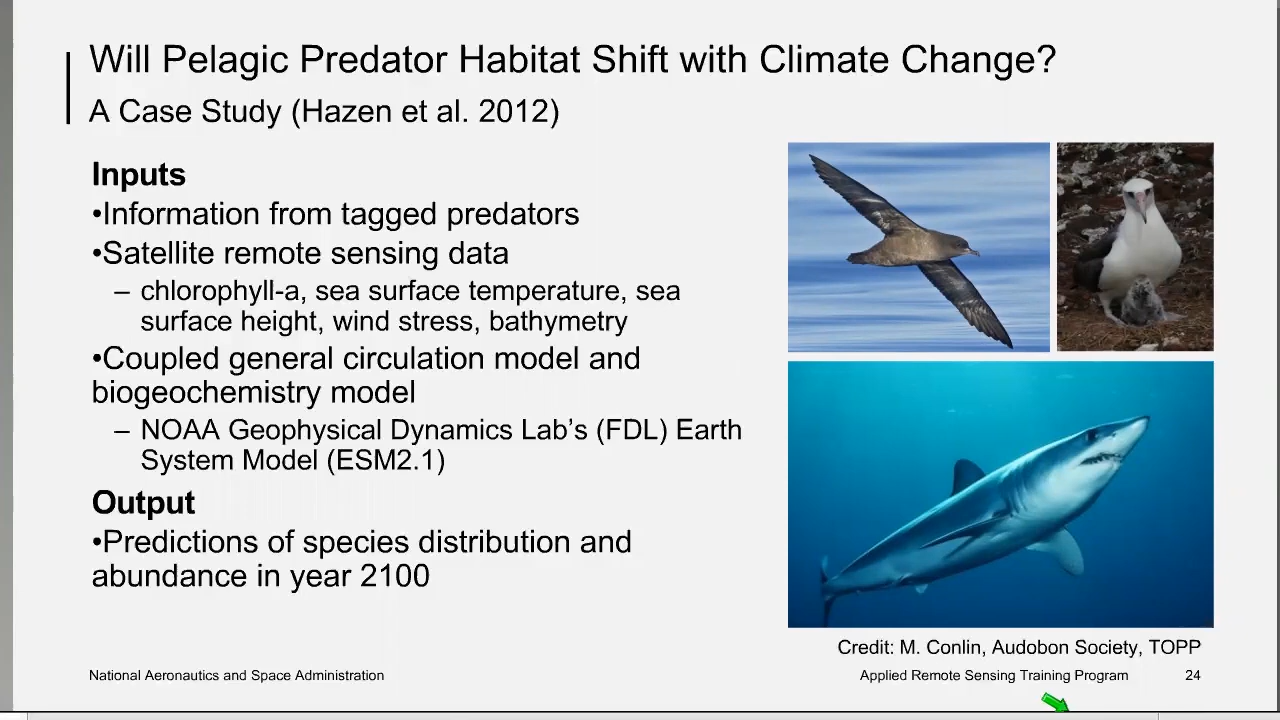 Will Pelagic Predator Habitat Shift with Climate Change?
A Case Study (Hazen et al. 2012)
Inputs
•Information from tagged predators
•Satellite remote sensing data
– chlorophyll-a, sea surface temperature, sea
surface height, wind stress, bathymetry
•Coupled general circulation model and
biogeochemistry model
– NOAA Geophysical Dynamics Lab's (FDL) Earth
System Model (ESM2.1)
Output
•Predictions of species distribution and
abundance in year 2100
Credit: M. Conlin, Audobon Society, TOPP
National Aeronautics and Space Administration
Applied Remote Sensing Training Program
24